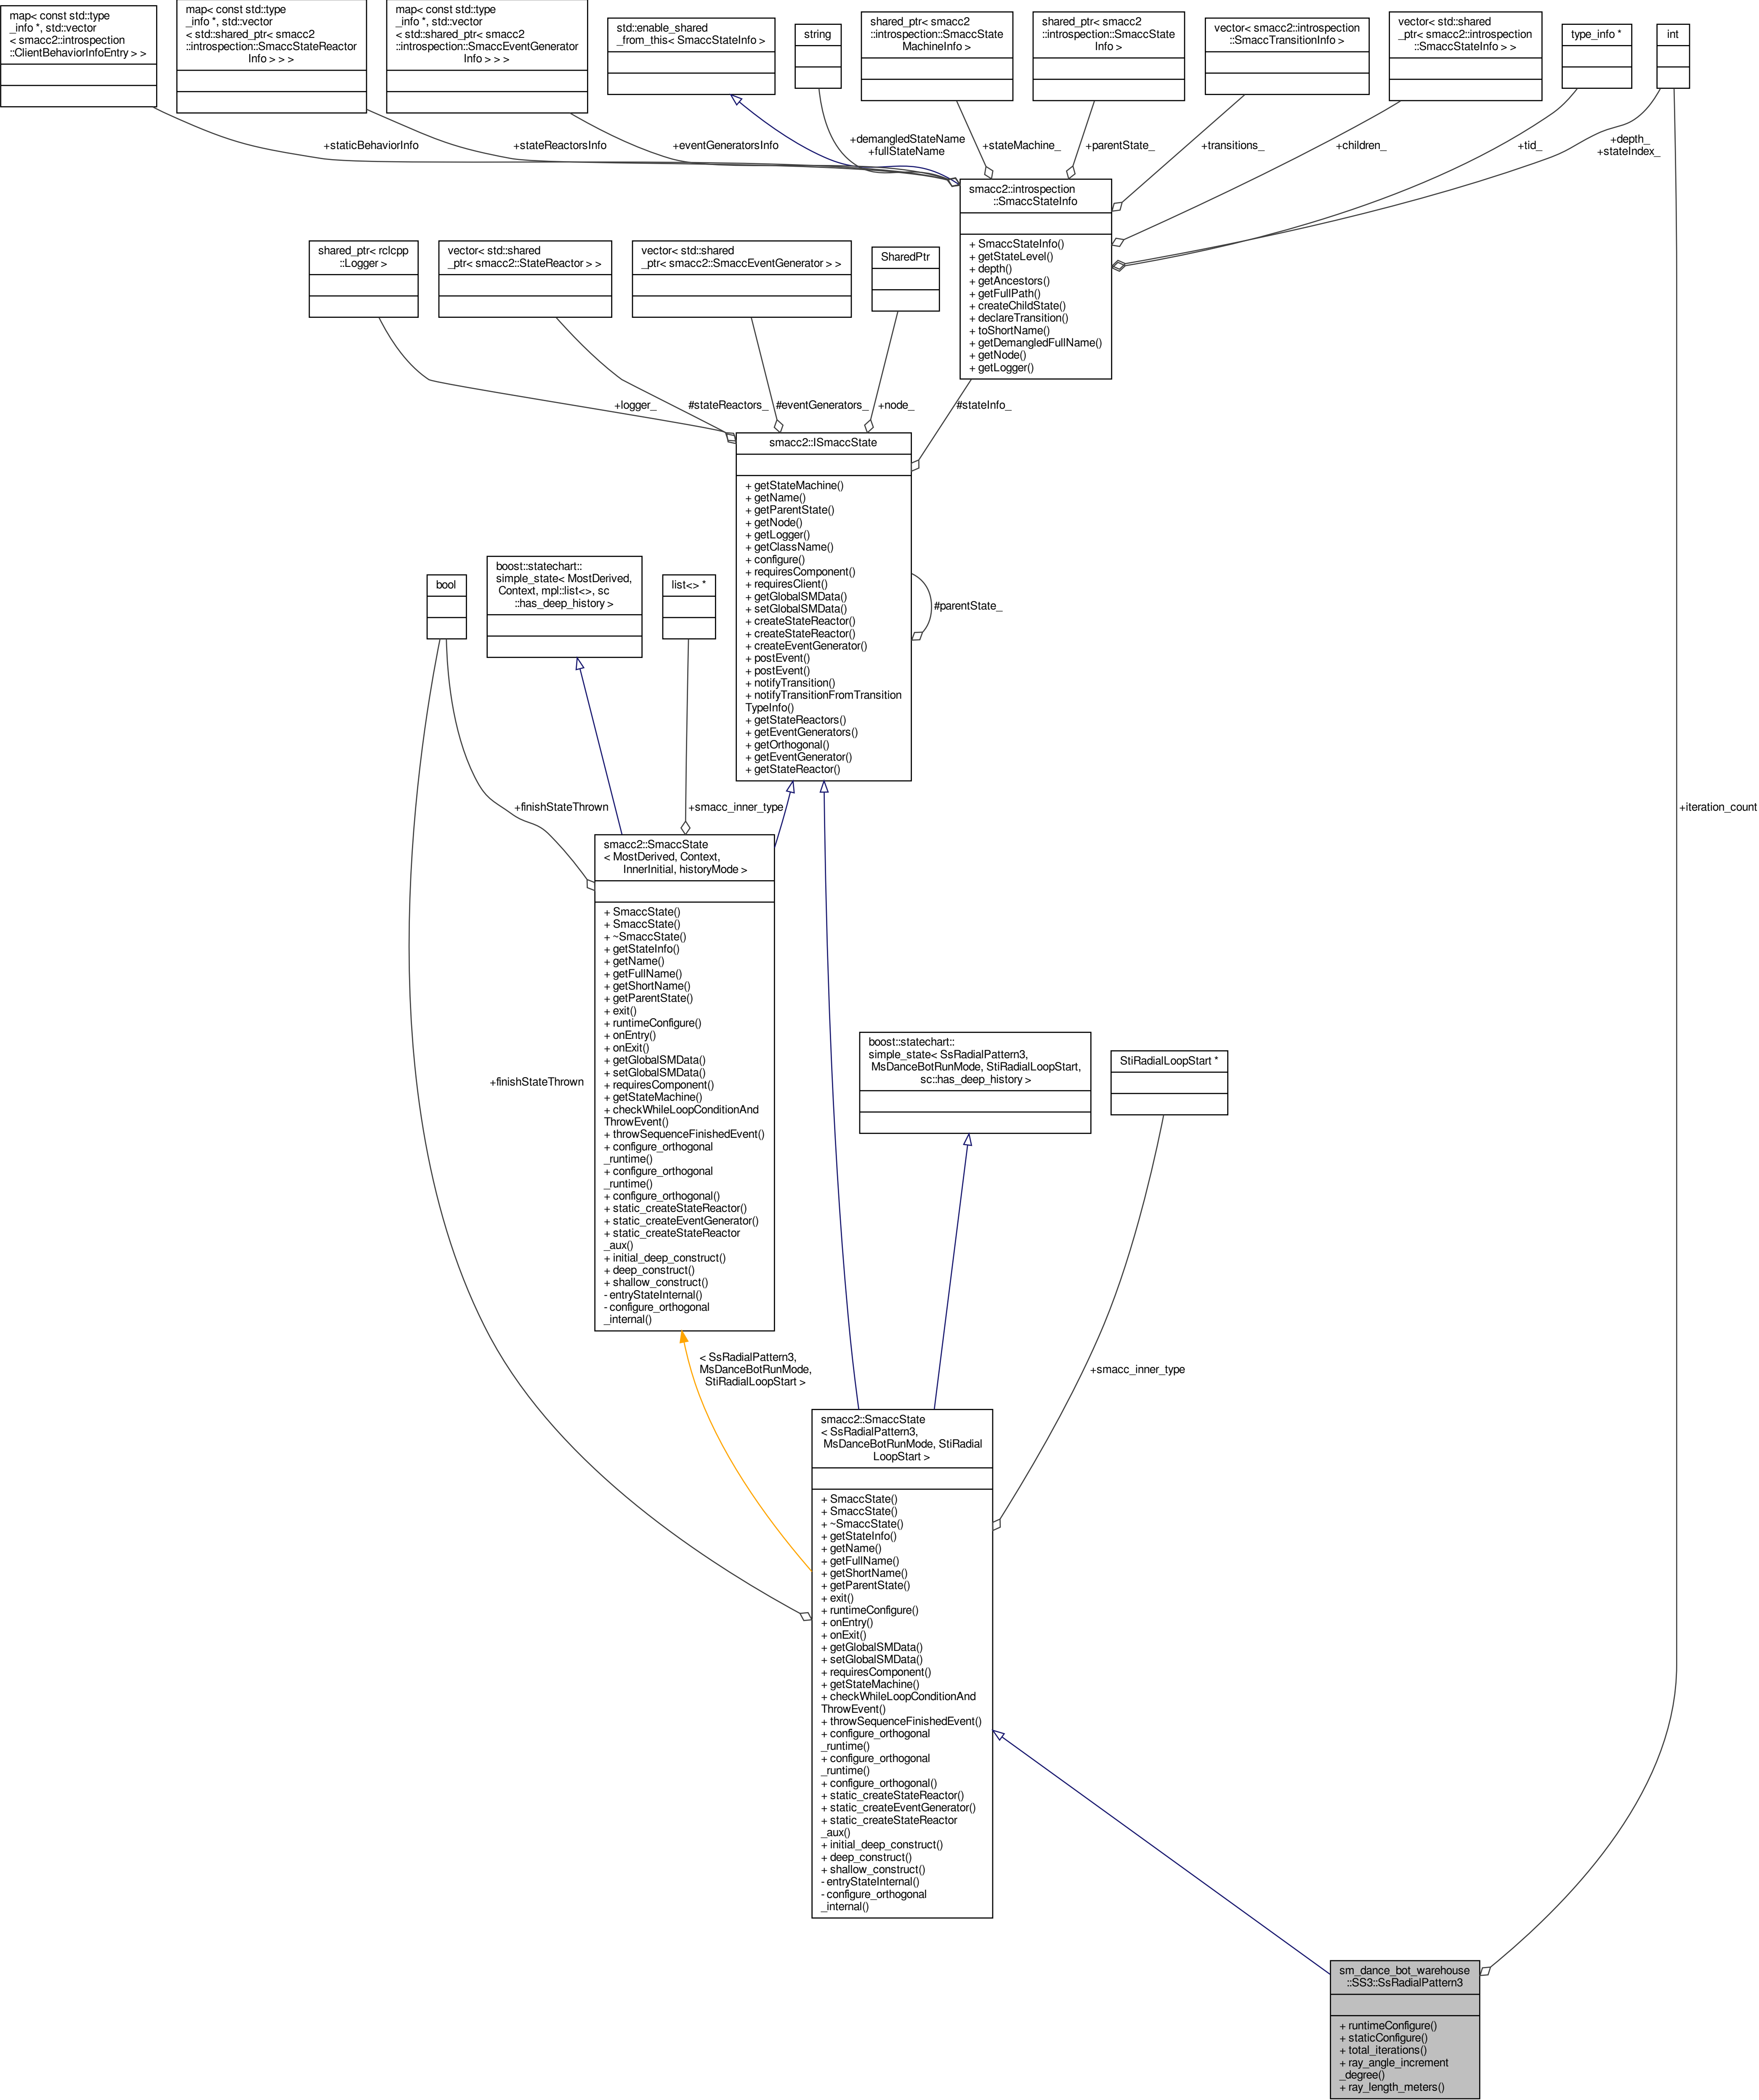 map< const std::type
_info *, std::vector
< smacc2::introspection
::ClientBehaviorInfoEntry > >
map< const std::type
_info *, std::vector
< std::shared_ptr< smacc2
::introspection::SmaccStateReactor
Info > > >
map< const std::type
_info *, std::vector
< std::shared_ptr< smacc2
::introspection::SmaccEventGenerator
Info > > >
std::enable_shared
_from_this< SmaccStateInfo >
string
shared_ptr< smacc2
::introspection::SmaccState
MachineInfo >
shared_ptr< smacc2
::introspection::SmaccState
Info >
vector< smacc2::introspection
::SmaccTransitionInfo >
vector< std::shared
_ptr< smacc2::introspection
::SmaccStateInfo > >
type_info *
int
+staticBehaviorInfo
+stateReactorsInfo
+eventGeneratorsInfo
+demangledStateName
+fullStateName
+stateMachine_
+parentState_
+transitions_
+children_
+tid_
+depth_
+stateIndex_
smacc2::introspection
::SmaccStateInfo
+ SmaccStateInfo()
+ getStateLevel()
+ depth()
+ getAncestors()
+ getFullPath()
+ createChildState()
+ declareTransition()
+ toShortName()
+ getDemangledFullName()
+ getNode()
+ getLogger()
shared_ptr< rclcpp
::Logger >
vector< std::shared
_ptr< smacc2::StateReactor > >
vector< std::shared
_ptr< smacc2::SmaccEventGenerator > >
SharedPtr
+logger_
#stateReactors_
#eventGenerators_
+node_
#stateInfo_
smacc2::ISmaccState
+ getStateMachine()
+ getName()
+ getParentState()
+ getNode()
+ getLogger()
+ getClassName()
+ configure()
+ requiresComponent()
+ requiresClient()
+ getGlobalSMData()
+ setGlobalSMData()
+ createStateReactor()
+ createStateReactor()
+ createEventGenerator()
+ postEvent()
+ postEvent()
+ notifyTransition()
+ notifyTransitionFromTransition
TypeInfo()
+ getStateReactors()
+ getEventGenerators()
+ getOrthogonal()
+ getEventGenerator()
+ getStateReactor()
#parentState_
bool
boost::statechart::
simple_state< MostDerived,
Context, mpl::list<>, sc
::has_deep_history >
list<> *
+finishStateThrown
+smacc_inner_type
+iteration_count
smacc2::SmaccState
< MostDerived, Context,
InnerInitial, historyMode >
+ SmaccState()
+ SmaccState()
+ ~SmaccState()
+ getStateInfo()
+ getName()
+ getFullName()
+ getShortName()
+ getParentState()
+ exit()
+ runtimeConfigure()
+ onEntry()
+ onExit()
+ getGlobalSMData()
+ setGlobalSMData()
+ requiresComponent()
+ getStateMachine()
+ checkWhileLoopConditionAnd
ThrowEvent()
+ throwSequenceFinishedEvent()
+ configure_orthogonal
_runtime()
+ configure_orthogonal
_runtime()
+ configure_orthogonal()
+ static_createStateReactor()
+ static_createEventGenerator()
+ static_createStateReactor
_aux()
+ initial_deep_construct()
+ deep_construct()
+ shallow_construct()
- entryStateInternal()
- configure_orthogonal
_internal()
+finishStateThrown
boost::statechart::
simple_state< SsRadialPattern3,
MsDanceBotRunMode, StiRadialLoopStart,
sc::has_deep_history >
StiRadialLoopStart *
< SsRadialPattern3,
MsDanceBotRunMode,
StiRadialLoopStart >
+smacc_inner_type
smacc2::SmaccState
< SsRadialPattern3,
MsDanceBotRunMode, StiRadial
LoopStart >
+ SmaccState()
+ SmaccState()
+ ~SmaccState()
+ getStateInfo()
+ getName()
+ getFullName()
+ getShortName()
+ getParentState()
+ exit()
+ runtimeConfigure()
+ onEntry()
+ onExit()
+ getGlobalSMData()
+ setGlobalSMData()
+ requiresComponent()
+ getStateMachine()
+ checkWhileLoopConditionAnd
ThrowEvent()
+ throwSequenceFinishedEvent()
+ configure_orthogonal
_runtime()
+ configure_orthogonal
_runtime()
+ configure_orthogonal()
+ static_createStateReactor()
+ static_createEventGenerator()
+ static_createStateReactor
_aux()
+ initial_deep_construct()
+ deep_construct()
+ shallow_construct()
- entryStateInternal()
- configure_orthogonal
_internal()
sm_dance_bot_warehouse
::SS3::SsRadialPattern3
+ runtimeConfigure()
+ staticConfigure()
+ total_iterations()
+ ray_angle_increment
_degree()
+ ray_length_meters()